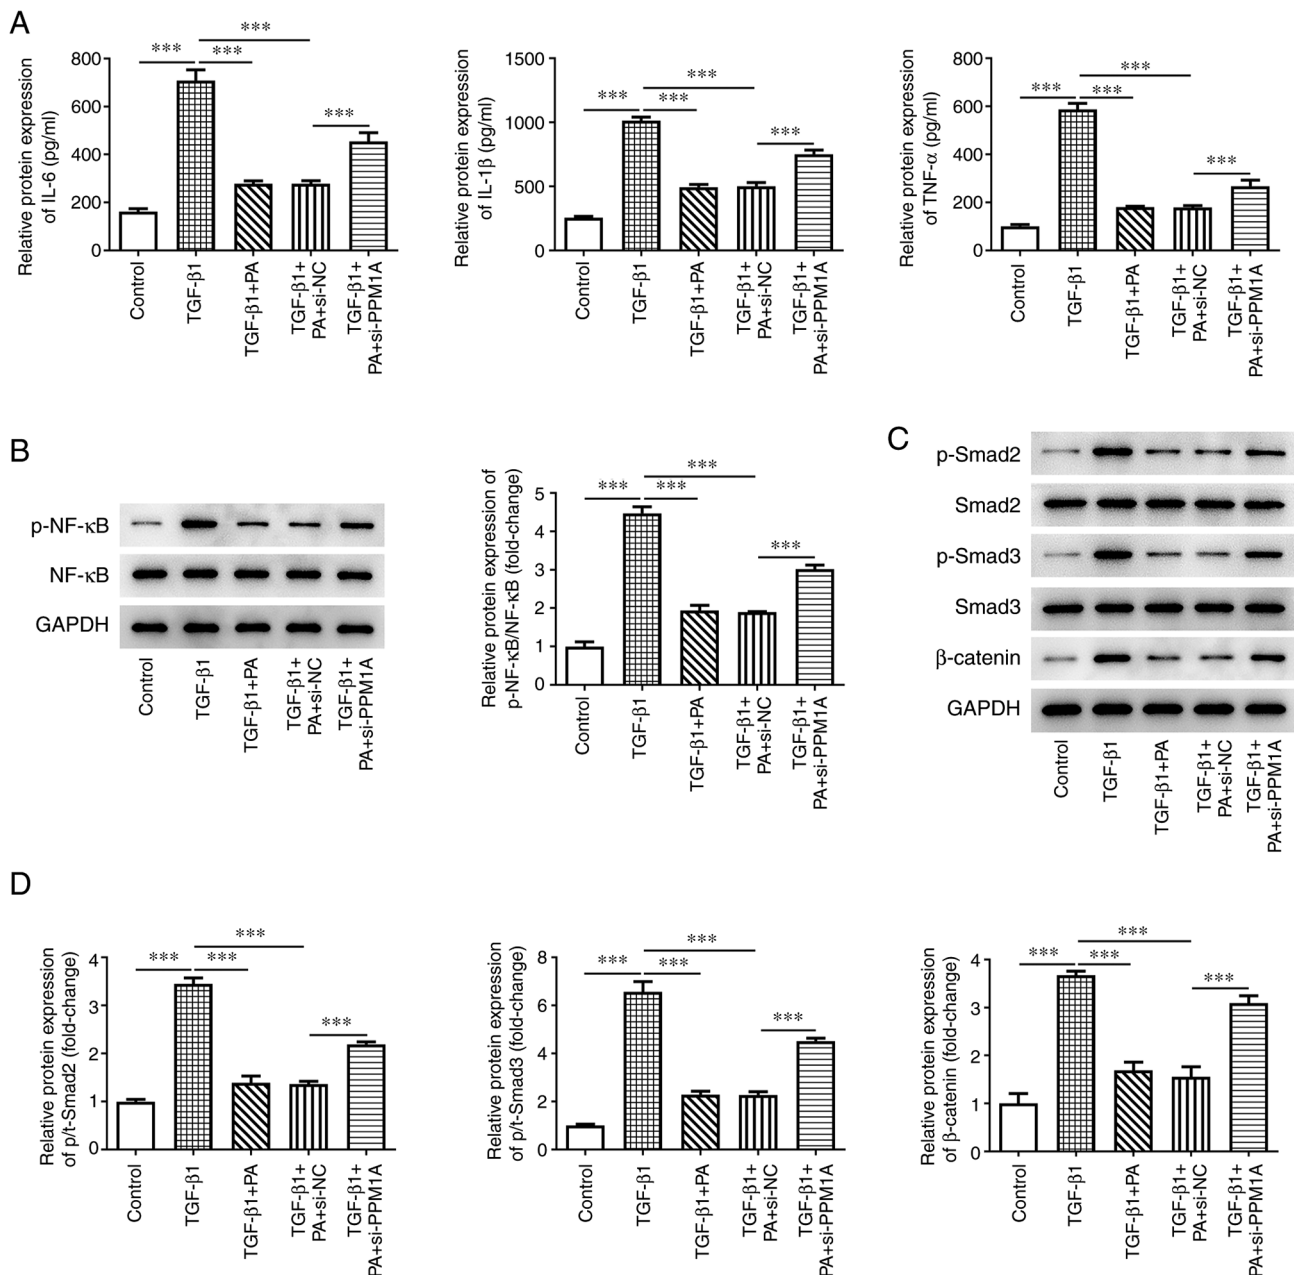 A
Relative protein expression
of IL-6 (pg/ml)
800
600
400
200
0
***
***
***
***
Control
TGF-β1
TGF-β1+PA
TGF-β1+
PA+si-NC
TGF-β1+
PA+si-PPM1A
Relative protein expression
of IL-1β (pg/ml)
1500
1000
500
0
***
***
***
***
Control
TGF-β1
TGF-β1+PA
TGF-β1+
PA+si-NC
TGF-β1+
PA+si-PPM1A
Relative protein expression
of TNF-α (pg/ml)
800
600
400
200
0
***
***
***
***
Control
TGF-β1
TGF-β1+PA
TGF-β1+
PA+si-NC
TGF-β1+
PA+si-PPM1A
B
p-NF-κB
NF-κB
GAPDH
Control
TGF-β1
TGF-β1+PA
TGF-β1+
PA+si-NC
TGF-β1+
PA+si-PPM1A
Relative protein expression of
p-NF-κB/NF-κB (fold-change)
5
4
3
2
1
0
***
***
***
***
Control
TGF-β1
TGF-β1+PA
TGF-β1+
PA+si-NC
TGF-β1+
PA+si-PPM1A
C
p-Smad2
Smad2
p-Smad3
Smad3
β-catenin
GAPDH
Control
TGF-β1
TGF-β1+PA
TGF-β1+
PA+si-NC
TGF-β1+
PA+si-PPM1A
D
Relative protein expression
of p/t-Smad2 (fold-change)
4
3
2
1
0
***
***
***
***
Control
TGF-β1
TGF-β1+PA
TGF-β1+
PA+si-NC
TGF-β1+
PA+si-PPM1A
Relative protein expression
of p/t-Smad3 (fold-change)
8
6
4
2
0
***
***
***
***
Control
TGF-β1
TGF-β1+PA
TGF-β1+
PA+si-NC
TGF-β1+
PA+si-PPM1A
Relative protein expression
of β-catenin (fold-change)
4
3
2
1
0
***
***
***
***
Control
TGF-β1
TGF-β1+PA
TGF-β1+
PA+si-NC
TGF-β1+
PA+si-PPM1A